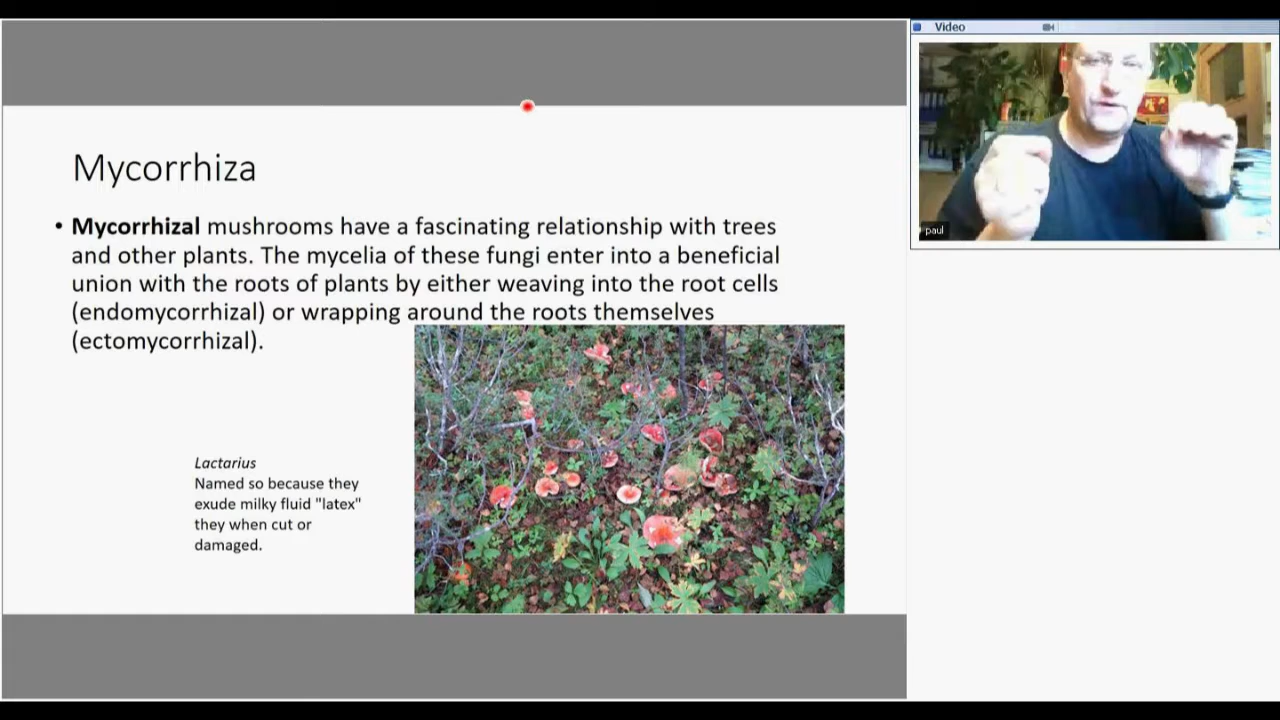 Video
paul
Mycorrhiza
• Mycorrhizal mushrooms have a fascinating relationship with trees
and other plants. The mycelia of these fungi enter into a beneficial
union with the roots of plants by either weaving into the root cells
(endomycorrhizal) or wrapping around the roots themselves
(ectomycorrhizal).
Lactarius
Named so because they
exude milky fluid "latex"
they when cut or
damaged.